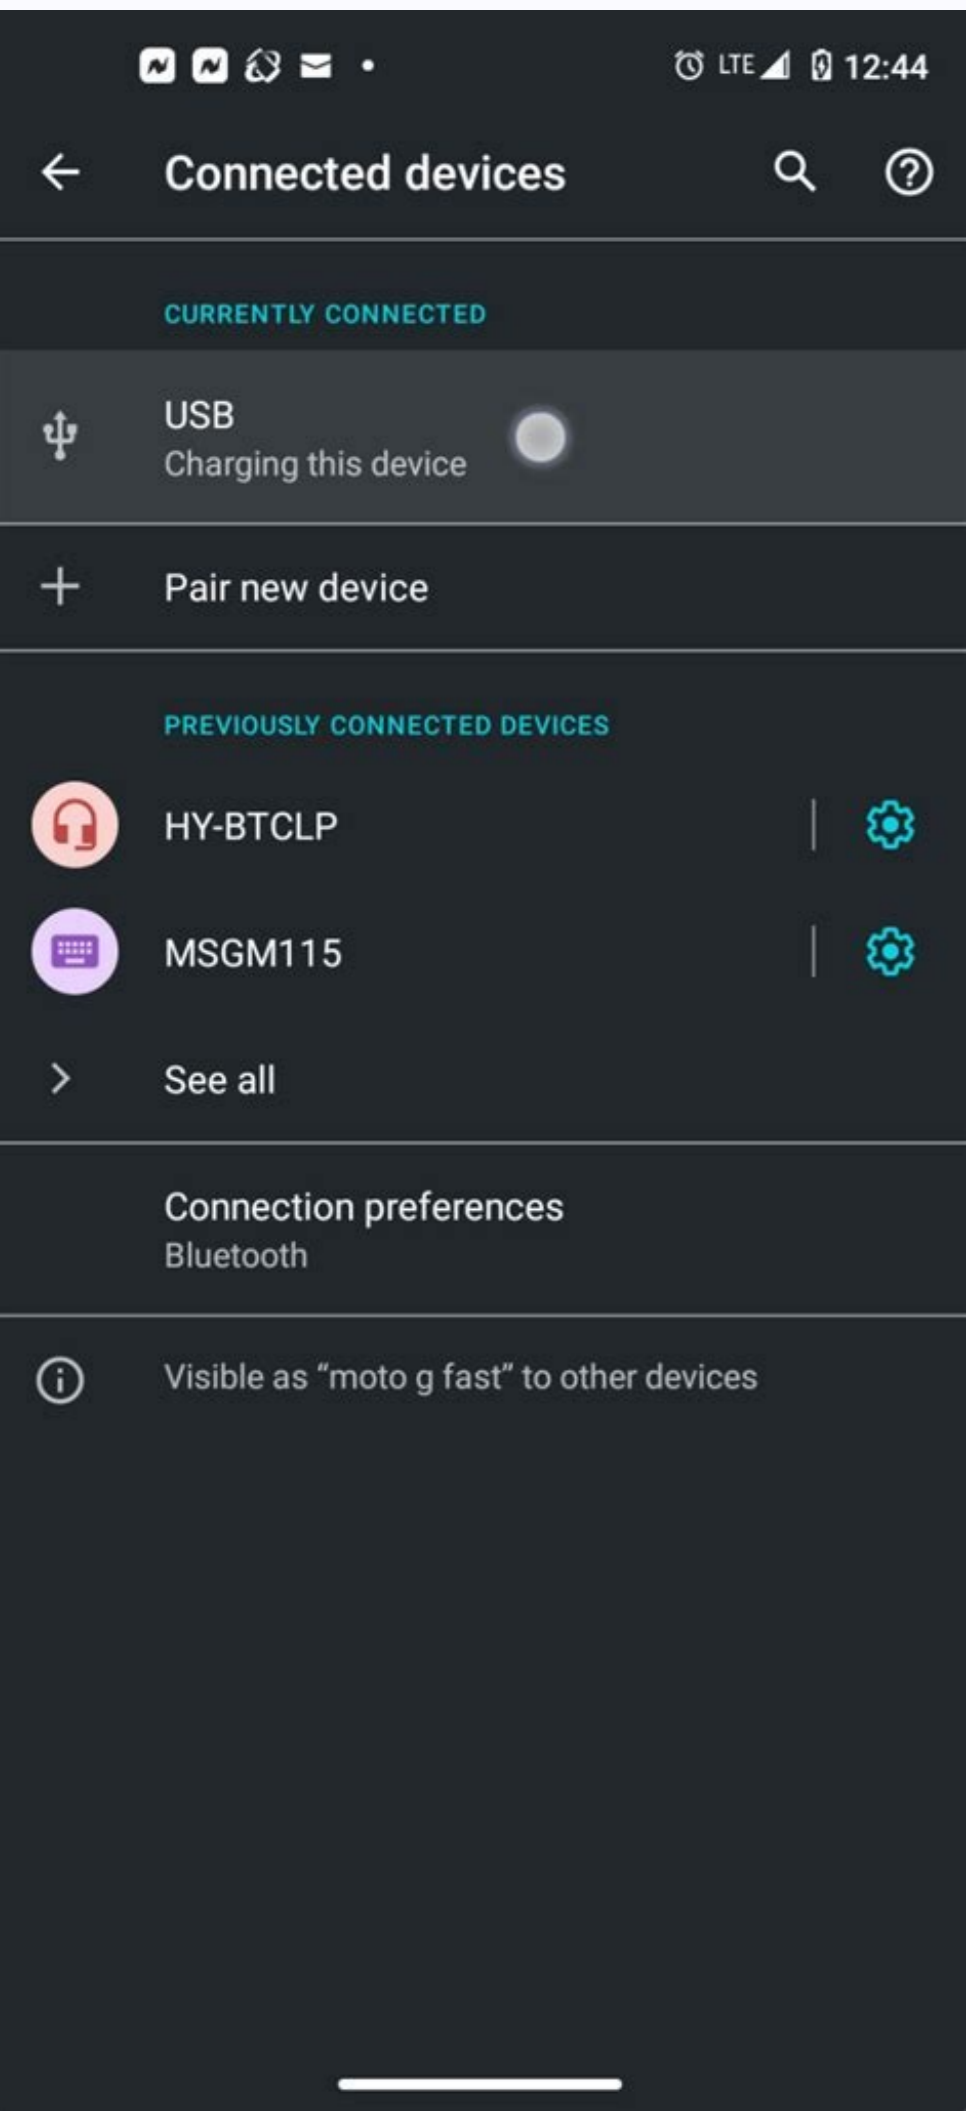 LTE 12:44
Connected devices
CURRENTLY CONNECTED
USB
Charging this device
Pair new device
PREVIOUSLY CONNECTED DEVICES
HY-BTCLP
MSGM115
See all
Connection preferences
Bluetooth
Visible as “moto g fast” to other devices